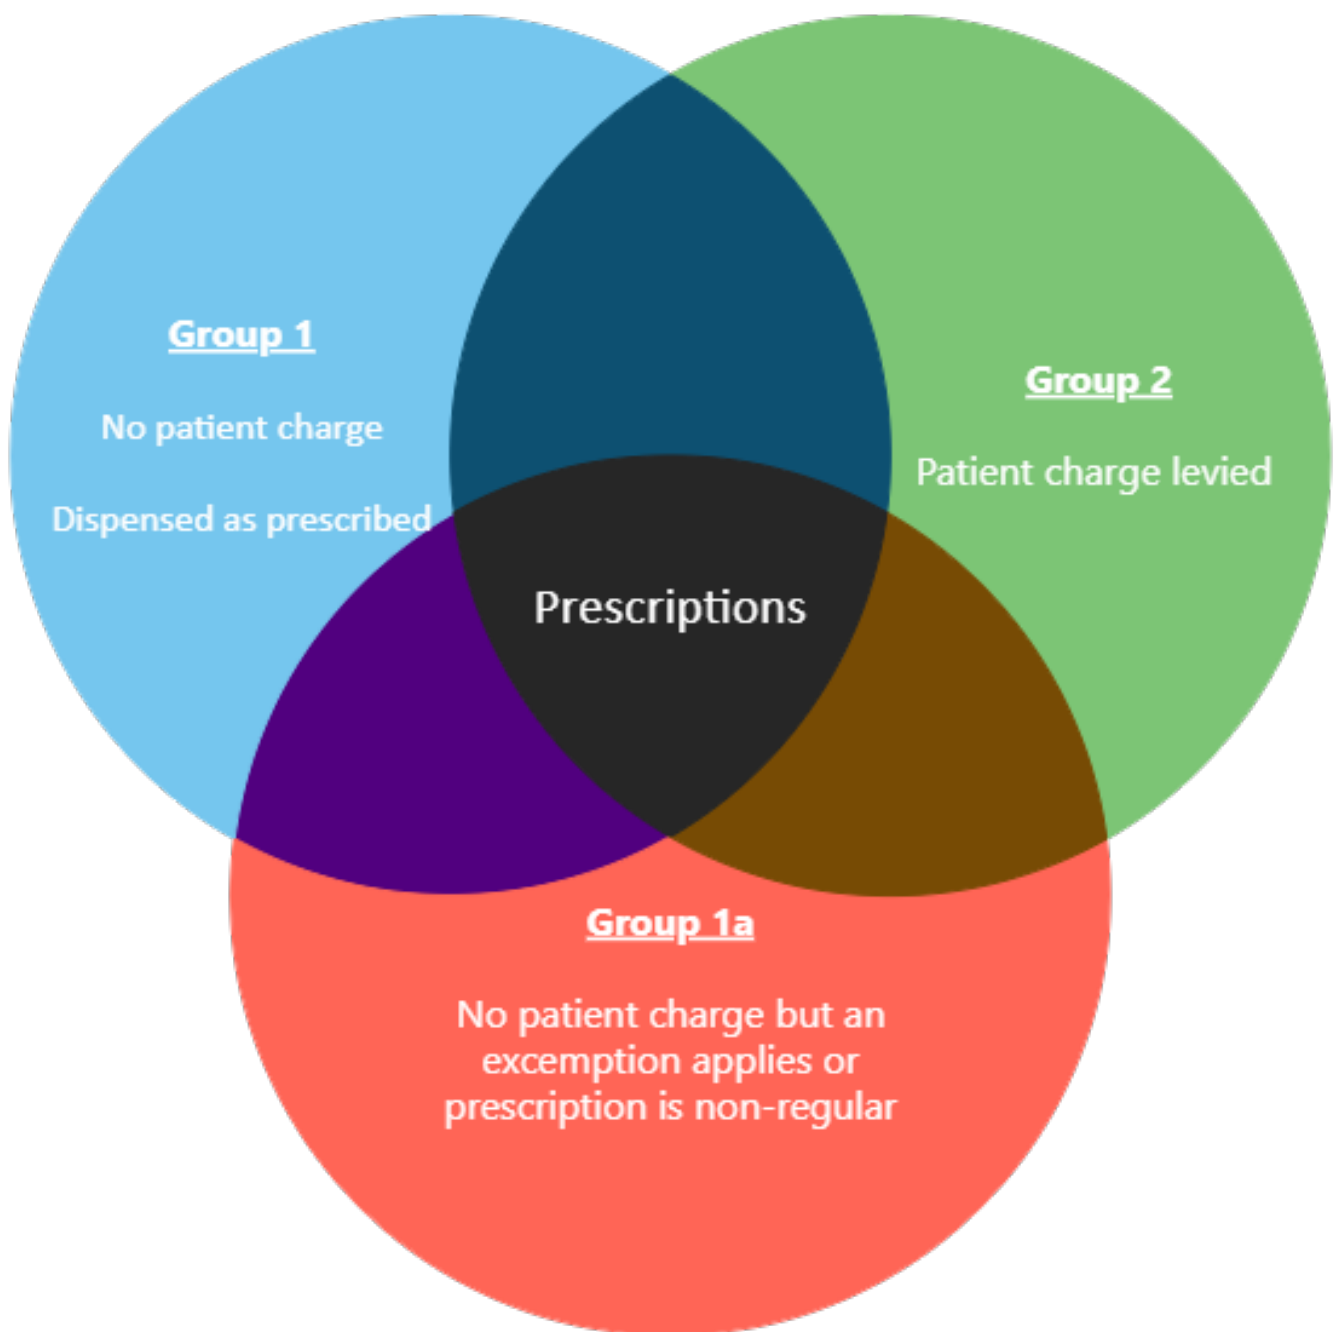 Group 1
No patient charge
Dispensed as prescribed
Group 2
Patient charge levied
Prescriptions
Group 1a
No patient charge but an
excemption applies or
prescription is non-regular